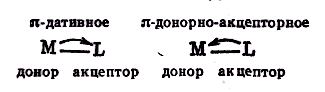 π-дативное π-донорно-акцепторное
M L M L
донор акцептор донор акцептор